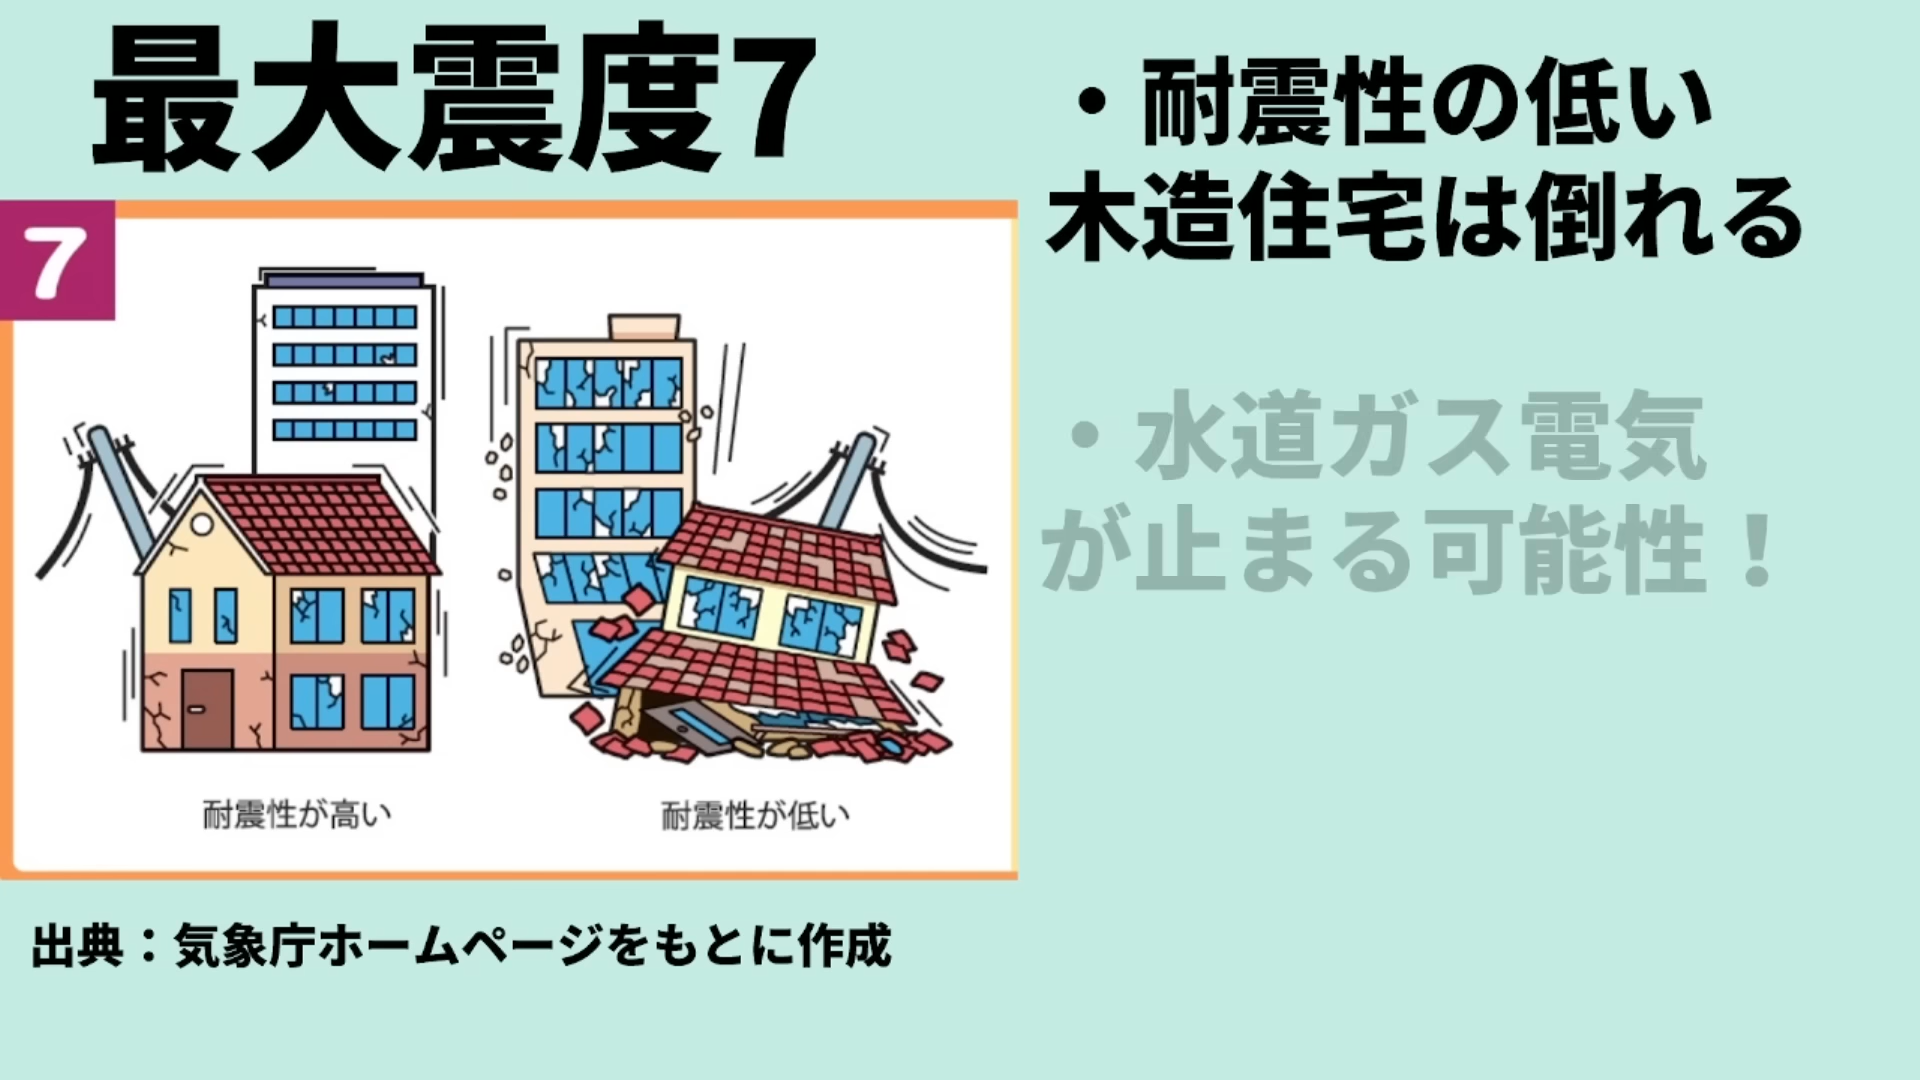 最大震度7
・耐震性の低い
木造住宅は倒れる
・水道ガス電気
が止まる可能性！
7
耐震性が高い
耐震性が低い
出典：気象庁ホームページをもとに作成